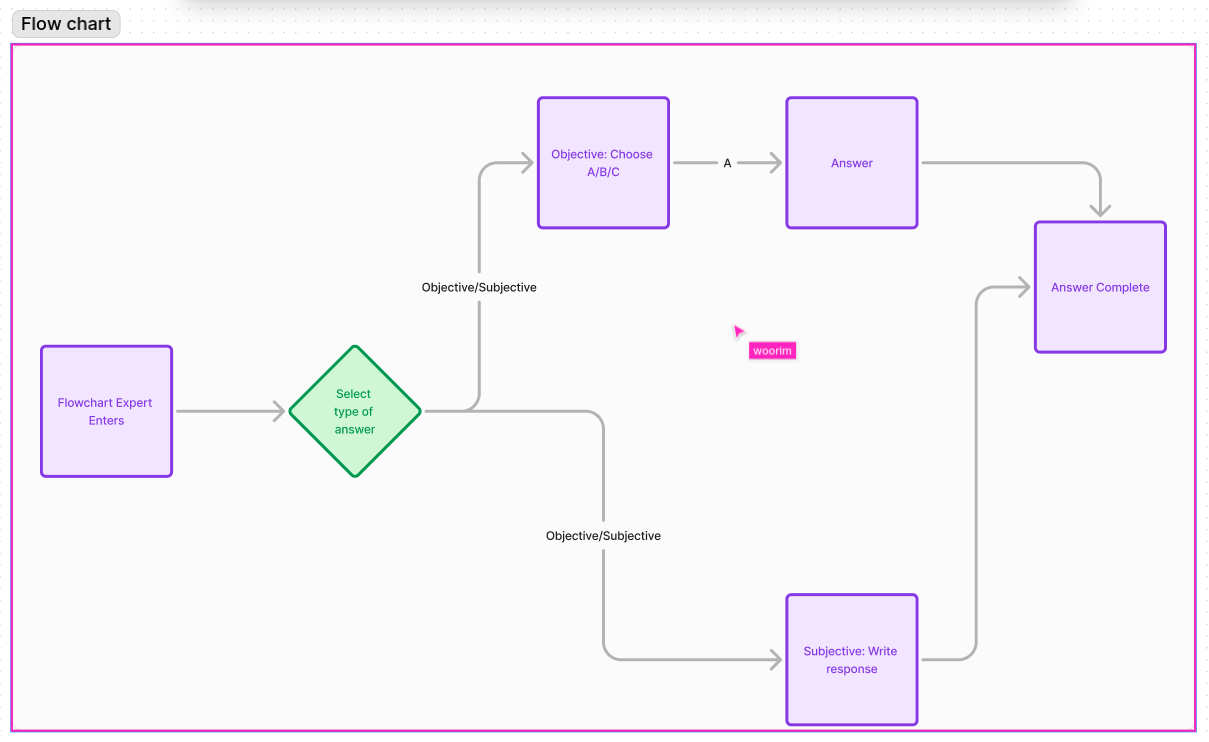 Flow chart
Objective: Choose
A/B/C
A
Answer
Objective/Subjective
Answer Complete
woorim
Flowchart Expert
Enters
Select
type of
answer
Objective/Subjective
Subjective: Write
response